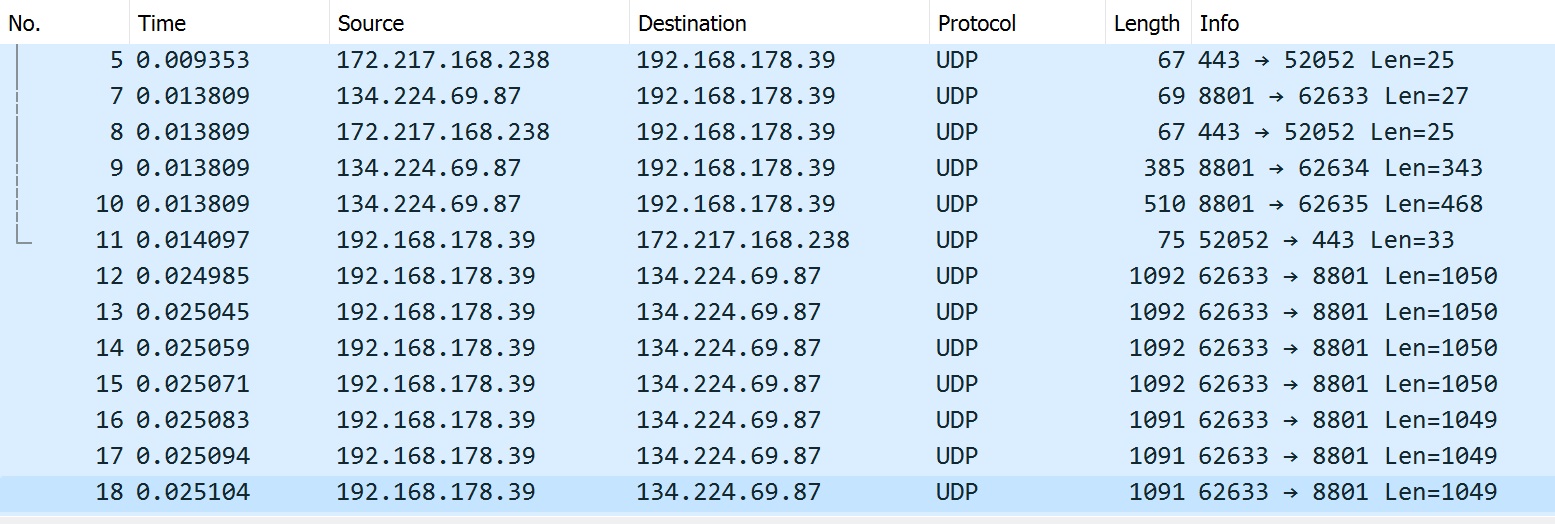 No. Time Source Destination Protocol Length Info
5 0.009353 172.217.168.238 192.168.178.39 UDP 67 443 → 52052 Len=25
7 0.013809 134.224.69.87 192.168.178.39 UDP 69 8801 → 62633 Len=27
8 0.013809 172.217.168.238 192.168.178.39 UDP 67 443 → 52052 Len=25
9 0.013809 134.224.69.87 192.168.178.39 UDP 385 8801 → 62634 Len=343
10 0.013809 134.224.69.87 192.168.178.39 UDP 510 8801 → 62635 Len=468
11 0.014097 192.168.178.39 172.217.168.238 UDP 75 52052 → 443 Len=33
12 0.024985 192.168.178.39 134.224.69.87 UDP 1092 62633 → 8801 Len=1050
13 0.025045 192.168.178.39 134.224.69.87 UDP 1092 62633 → 8801 Len=1050
14 0.025059 192.168.178.39 134.224.69.87 UDP 1092 62633 → 8801 Len=1050
15 0.025071 192.168.178.39 134.224.69.87 UDP 1092 62633 → 8801 Len=1050
16 0.025083 192.168.178.39 134.224.69.87 UDP 1091 62633 → 8801 Len=1049
17 0.025094 192.168.178.39 134.224.69.87 UDP 1091 62633 → 8801 Len=1049
18 0.025104 192.168.178.39 134.224.69.87 UDP 1091 62633 → 8801 Len=1049